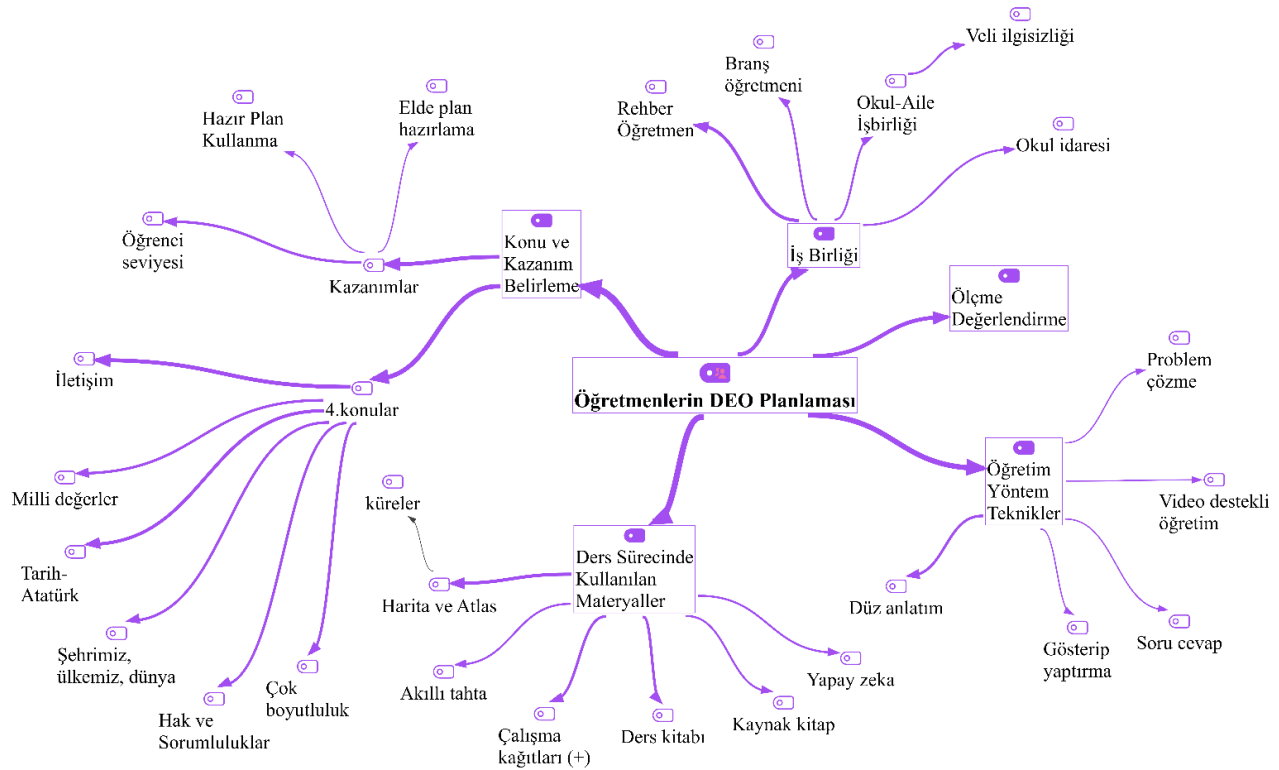 Veli ilgisizliği
Branş
öğretmeni
Okul-Aile
İşbirliği
Rehber
Öğretmen
Okul idaresi
Hazır Plan
Kullanma
Elde plan
hazırlama
Öğrenci
seviyesi
Kazanımlar
Konu ve
Kazanım
Belirleme
İş Birliği
Ölçme
Değerlendirme
Öğretmenlerin DEO Planlaması
İletişim
4.konular
Milli değerler
Tarih-
Atatürk
Şehrimiz,
ülkemiz, dünya
Hak ve
Sorumluluklar
Çok
boyutluluk
küreler
Harita ve Atlas
Ders Sürecinde
Kullanılan
Materyaller
Akıllı tahta
Çalışma
kağıtları (+)
Ders kitabı
Kaynak kitap
Yapay zeka
Öğretim
Yöntem
Teknikler
Problem
çözme
Video destekli
öğretim
Düz anlatım
Gösterip
yaptırma
Soru cevap